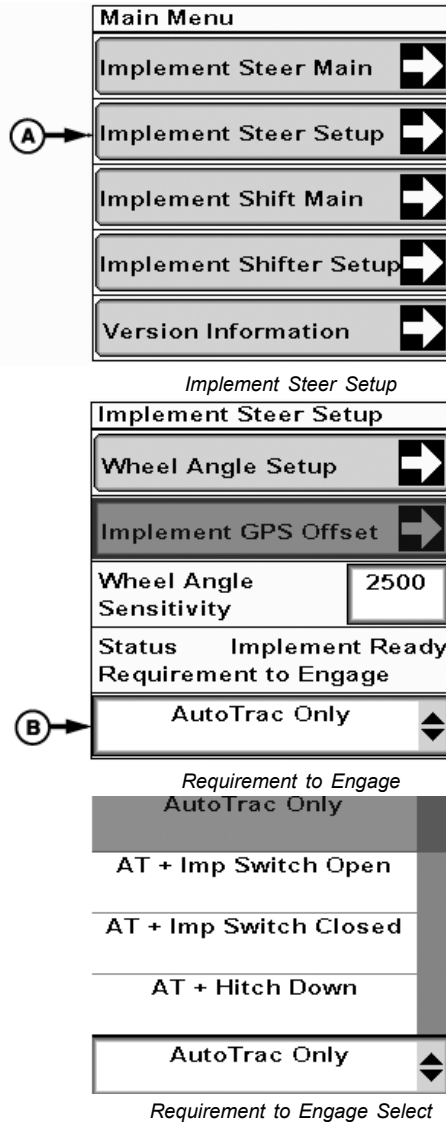 Main Menu
Implement Steer Main
A
Implement Steer Setup
Implement Shift Main
Implement Shifter Setup
Version Information
Implement Steer Setup
Implement Steer Setup
Wheel Angle Setup
Implement GPS Offset
Wheel Angle
Sensitivity
2500
Status Implement Ready
Requirement to Engage
B
AutoTrac Only
Requirement to Engage
AutoTrac Only
AT + Imp Switch Open
AT + Imp Switch Closed
AT + Hitch Down
AutoTrac Only
Requirement to Engage Select